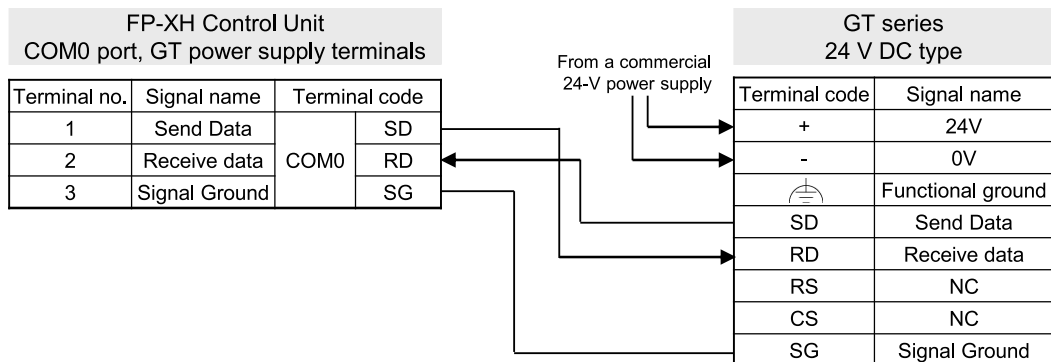 FP-XH Control Unit
COM0 port, GT power supply terminals
Terminal no. Signal name Terminal code
1 Send Data COM0 SD
2 Receive data RD
3 Signal Ground SG
From a commercial
24-V power supply
GT series
24 V DC type
Terminal code Signal name
+ 24V
- 0V
Functional ground
SD Send Data
RD Receive data
RS NC
CS NC
SG Signal Ground